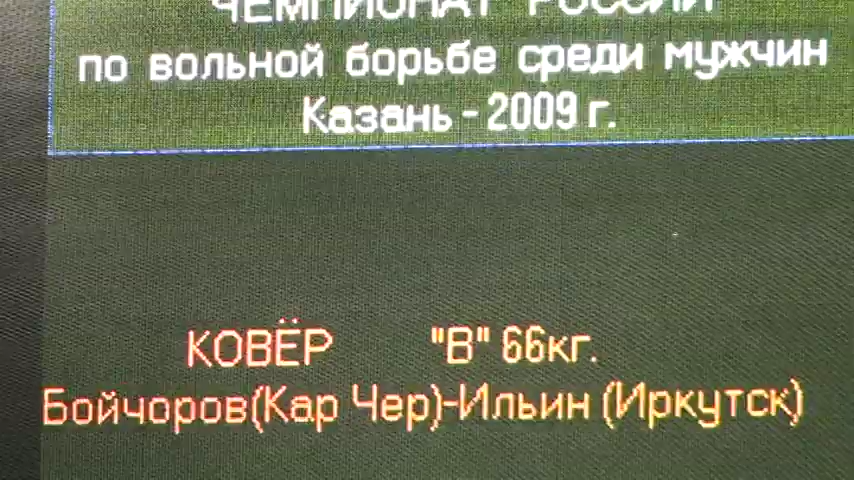 ЧЕМПИОНАТ РОССИИ
по вольной борьбе среди мужчин
Казань - 2009 г.
КОВЁР "В" 66кг.
Бойчоров(Кар Чер)-Ильин (Иркутск)